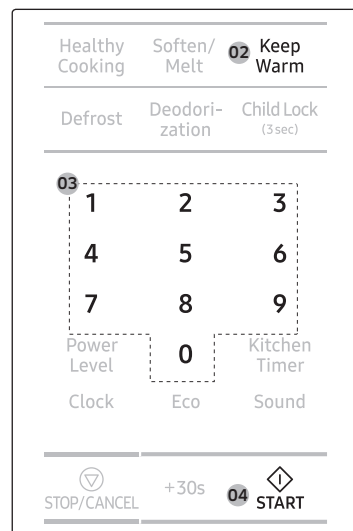 Healthy Soften/ 02 Keep
Cooking Melt Warm
Defrost Deodori- Child Lock
zation (3 sec)
03
1 2 3
4 5 6
7 8 9
Power 0 Kitchen
Level Timer
Clock Eco Sound
STOP/CANCEL +30s 04 START